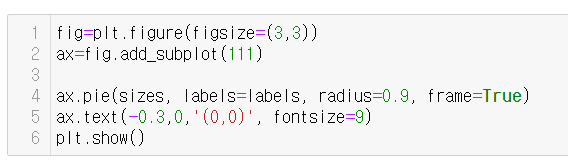 1 fig=plt.figure(figsize=(3,3))
2 ax=fig.add_subplot(111)
3
4 ax.pie(sizes, labels=labels, radius=0.9, frame=True)
5 ax.text(-0.3,0,'(0,0)', fontsize=9)
6 plt.show()